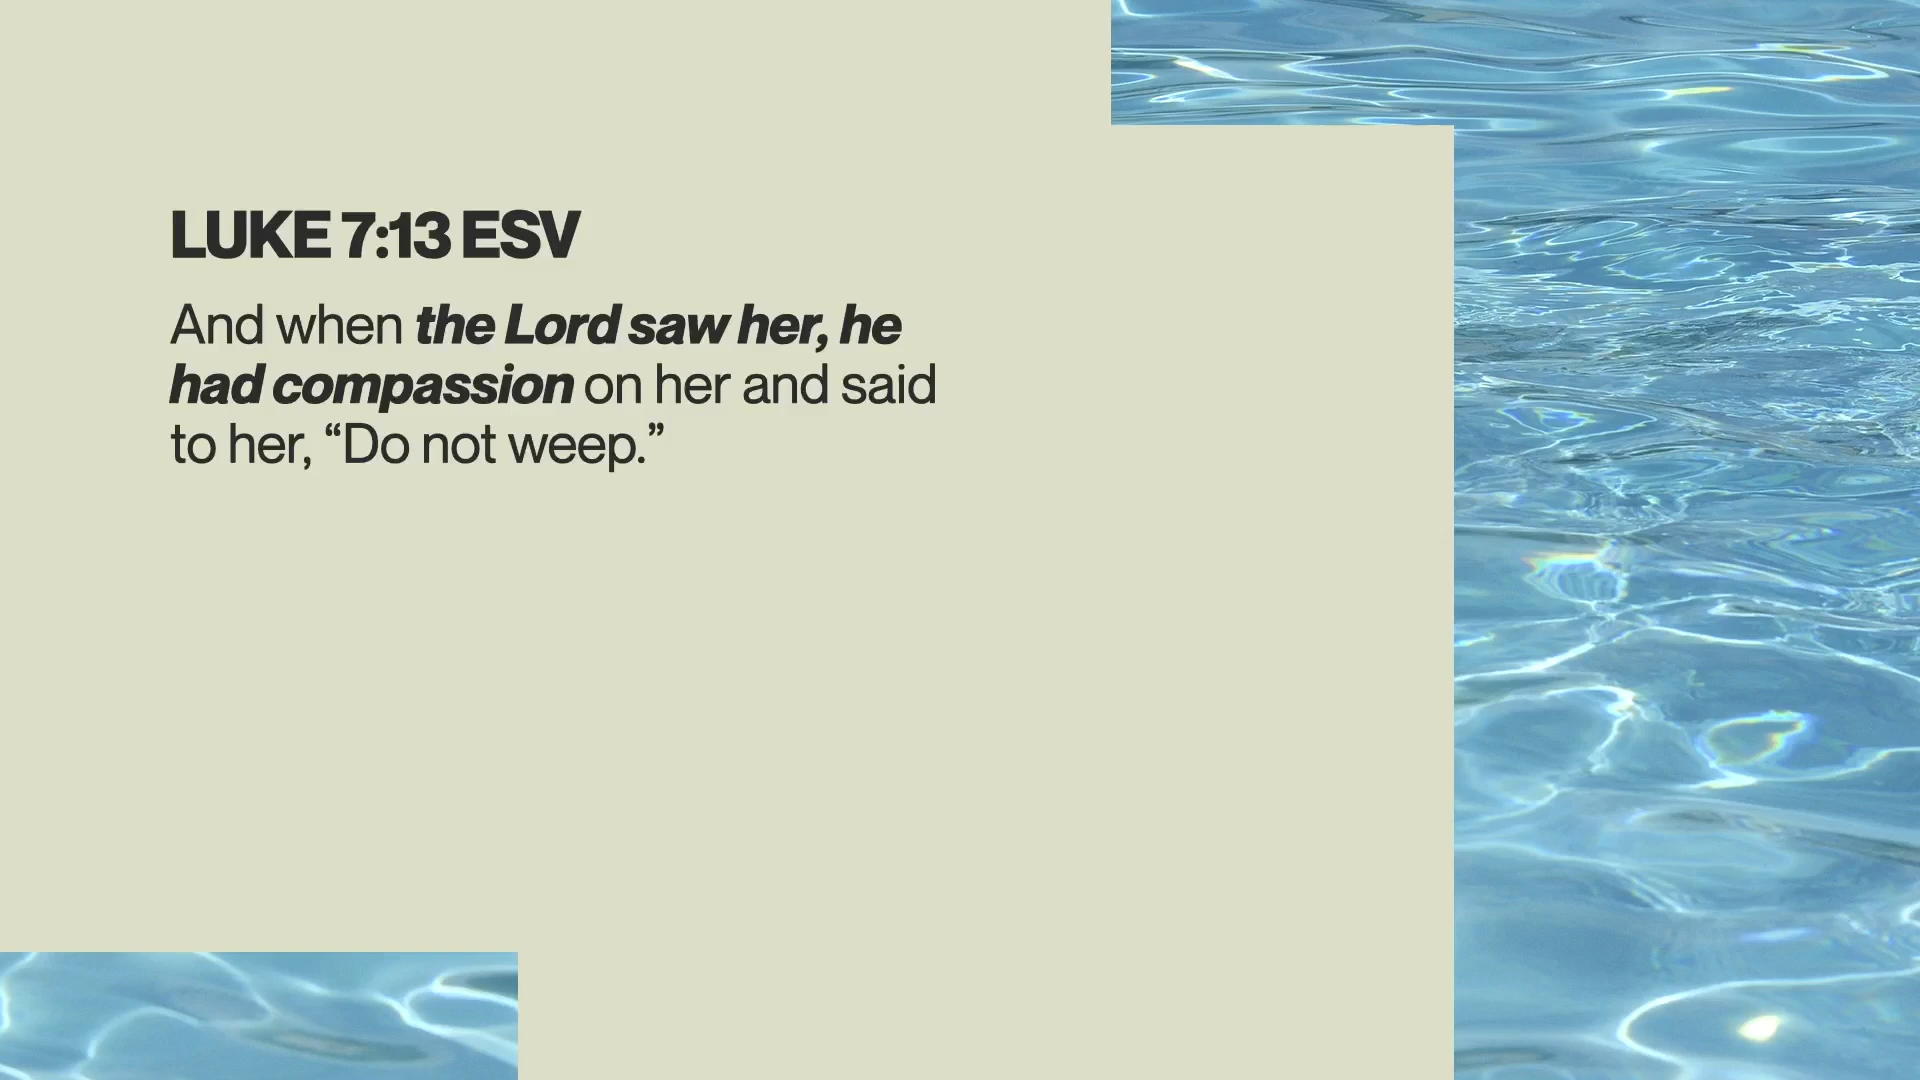 LUKE 7:13 ESV
And when the Lord saw her, he
had compassion on her and said
to her, “Do not weep.”